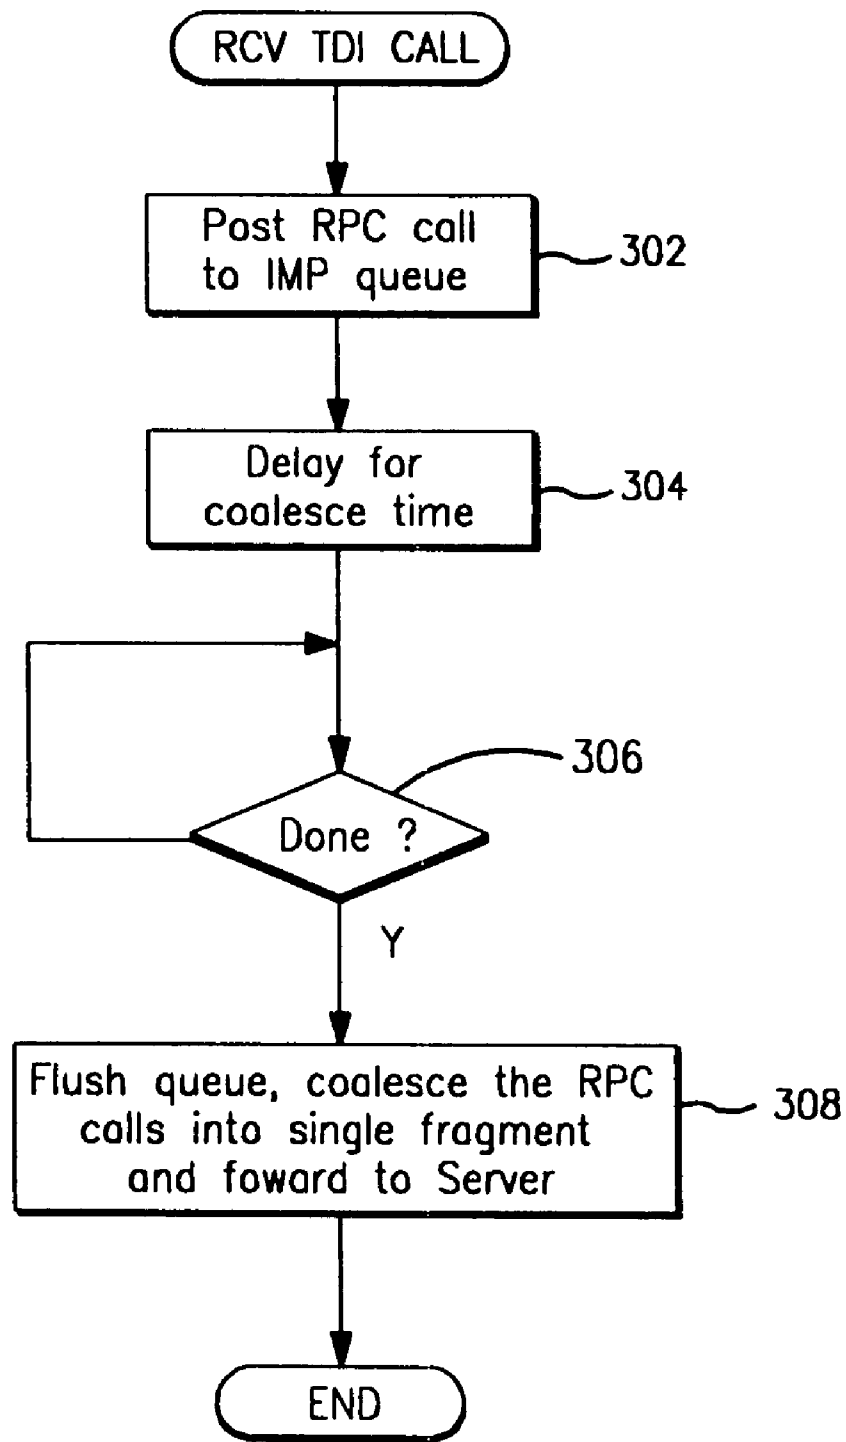 RCV TDI CALL
Post RPC call
to IMP queue
302
Delay for
coalesce time
304
306
Done ?
Y
Flush queue, coalesce the RPC
calls into single fragment
and foward to Server
308
END